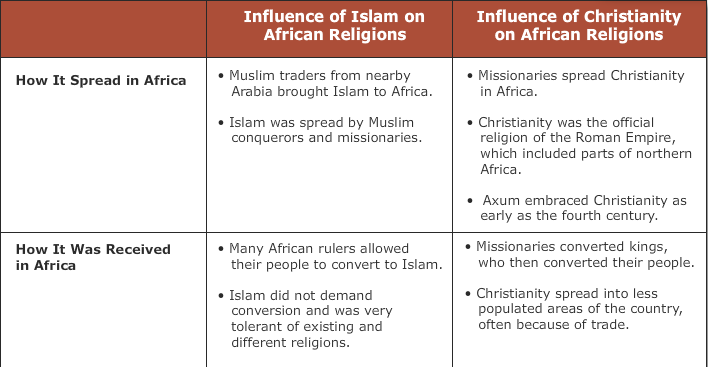 Influence of Islam on
African Religions
Influence of Christianity
on African Religions
How It Spread in Africa
• Muslim traders from nearby
Arabia brought Islam to Africa.
• Islam was spread by Muslim
conquerors and missionaries.
• Missionaries spread Christianity
in Africa.
• Christianity was the official
religion of the Roman Empire,
which included parts of northern
Africa.
• Axum embraced Christianity as
early as the fourth century.
How It Was Received
in Africa
• Many African rulers allowed
their people to convert to Islam.
• Islam did not demand
conversion and was very
tolerant of existing and
different religions.
• Missionaries converted kings,
who then converted their people.
• Christianity spread into less
populated areas of the country,
often because of trade.